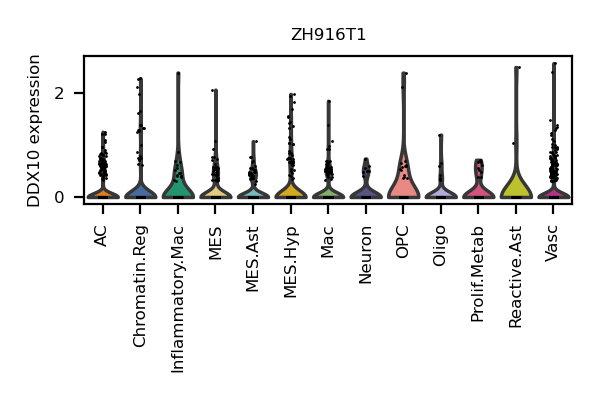 ZH916T1
DDX10 expression
2
0
AC
Chromatin.Reg
Inflammatory.Mac
MES
MES.Ast
MES.Hyp
Mac
Neuron
OPC
Oligo
Prolif.Metab
Reactive.Ast
Vasc